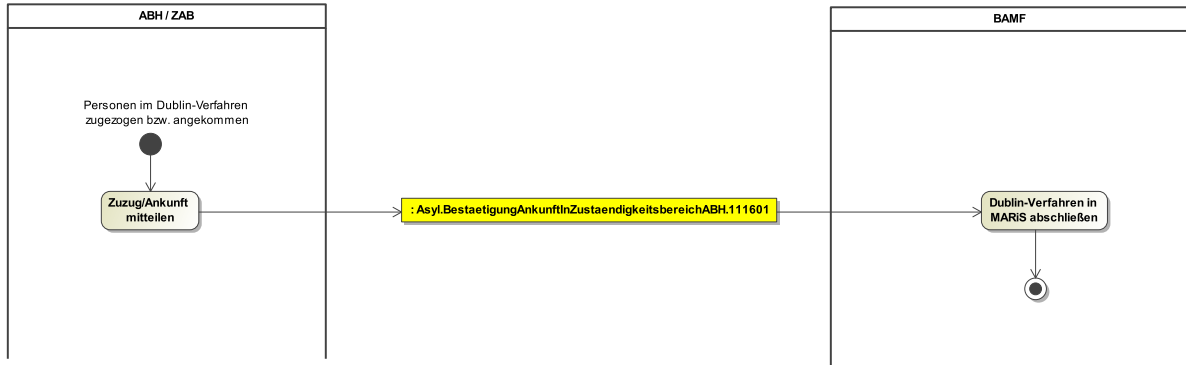 ABH / ZAB
BAMF
Personen im Dublin-Verfahren
zugezogen bzw. angekommen
Zuzug/Ankunft
mitteilen
: Asyl.BestaetigungAnkunftInZustaendigkeitsbereichABH.111601
Dublin-Verfahren in
MARiS abschließen